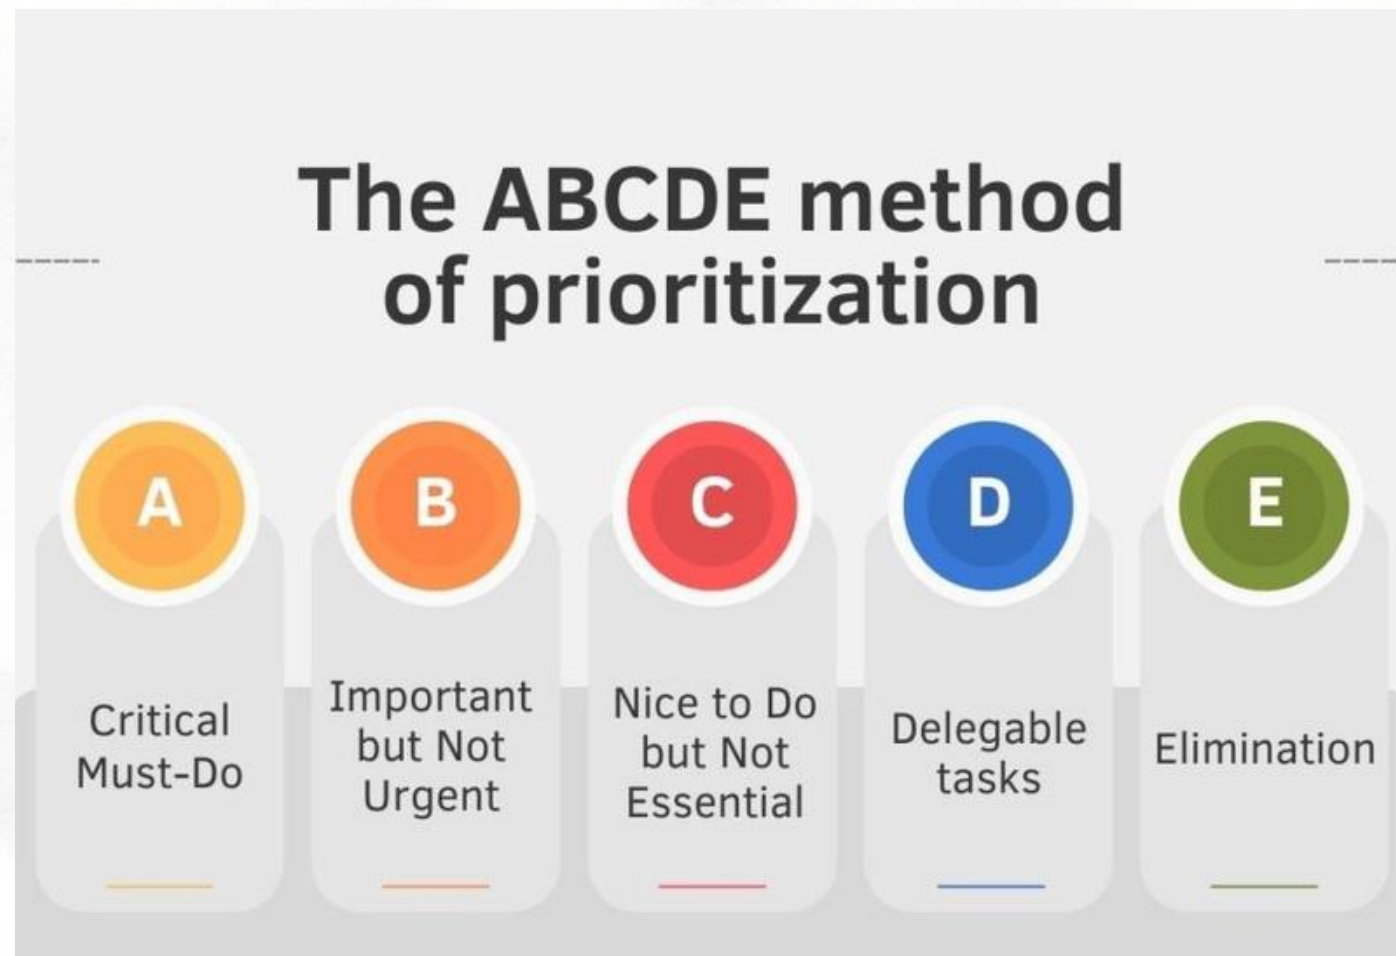 The ABCDE method
of prioritization
A
Critical
Must-Do
B
Important
but Not
Urgent
C
Nice to Do
but Not
Essential
D
Delegable
tasks
E
Elimination